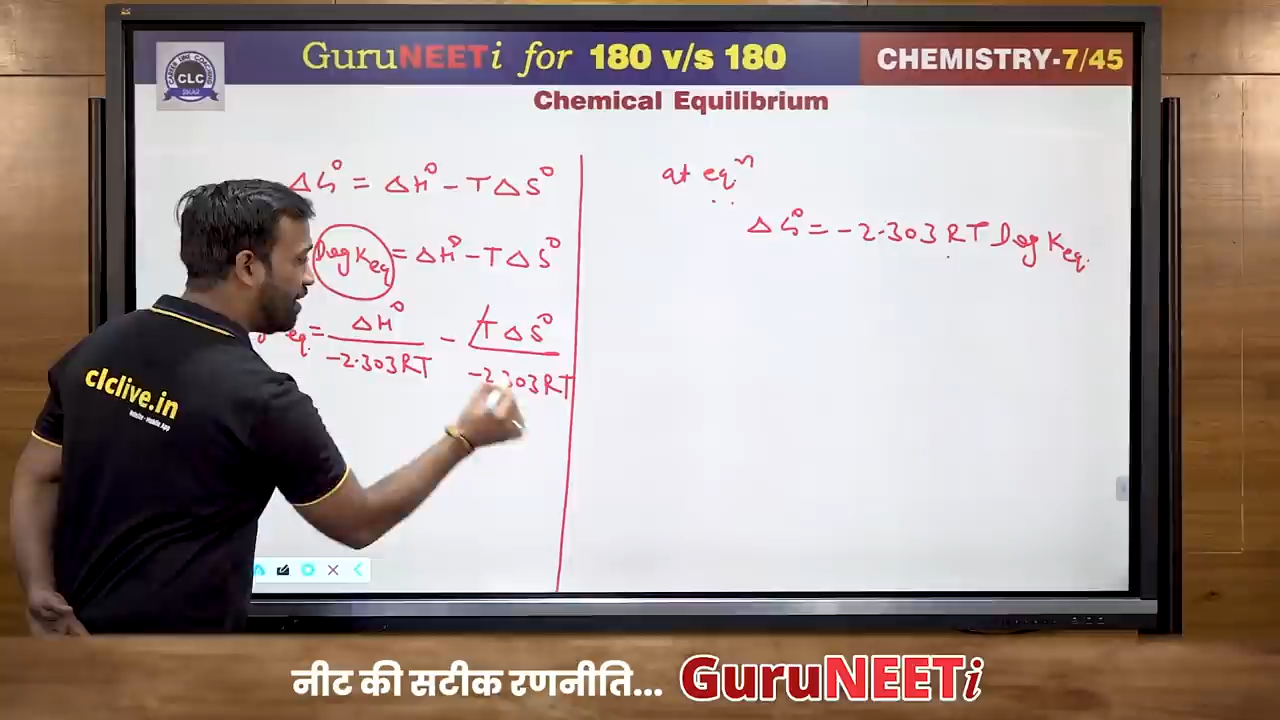 GuruNEETi for 180 v/s 180
CHEMISTRY-7/45
CLC
Chemical Equilibrium
ΔG° = ΔH° - TΔS°
log Keq = ΔH° - TΔS°
eq. = ΔH° / -2.303RT - TΔS° / -2.303RT
at eqⁿ
ΔG° = -2.303 RT log Keq.
clclive.in
नीट की सटीक रणनीति... GuruNEETi